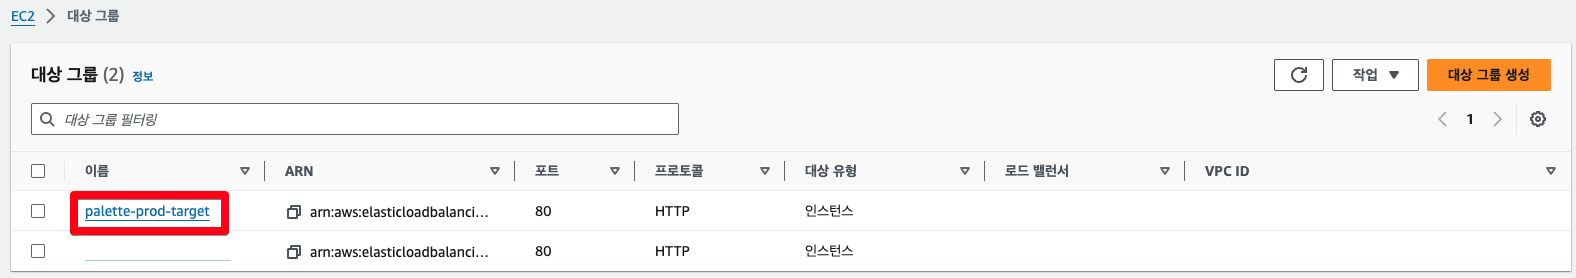 EC2 > 대상 그룹
대상 그룹 (2) 정보
작업 ▼ 대상 그룹 생성
대상 그룹 필터링
1
이름 ARN 포트 프로토콜 대상 유형 로드 밸런서 VPC ID
palette-prod-target arn:aws:elasticloadbalanci... 80 HTTP 인스턴스
arn:aws:elasticloadbalanci... 80 HTTP 인스턴스